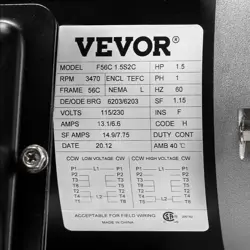 VEVOR®
MODEL F56C 1.5S2C HP 1.5
RPM 3470 ENCL TEFC PH 1
FRAME 56C NEMA L HZ 60
DE/ODE BRG 6203/6203 SF 1.15
VOLTS 115/230 INS F
AMPS 13.1/6.6 CODE H
SF AMPS 14.9/7.75 DUTY CONT
DATE 20.12 AMB 40℃
CCW LOW VOLTAGE CW CCW HIGH VOLTAGE CW
ACCEPTABLE FOR FIELD WIRING
MADE IN CHINA